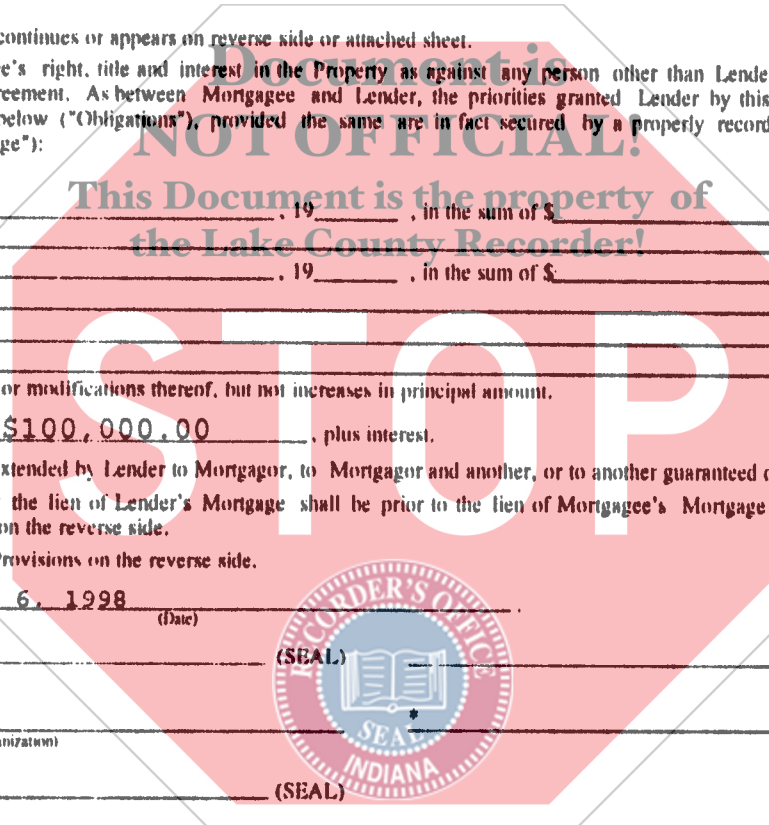 continues or appears on reverse side or attached sheet.
Document is
e's right, title and interest in the Property as against any person other than Lende
reement. As between Mortgagee and Lender, the priorities granted Lender by this
below ("Obligations"), provided the same are in fact secured by a properly record
NOT OFFICIAL!
ge"):
This Document is the property of
, 19 , in the sum of $
the Lake County Recorder!
, 19 , in the sum of $
STOP
or modifications thereof, but not increases in principal amount.
$100,000.00 , plus interest.
xtended by Lender to Mortgagor, to Mortgagor and another, or to another guaranteed o
the lien of Lender's Mortgage shall be prior to the lien of Mortgagee's Mortgage
on the reverse side.
Provisions on the reverse side.
6, 1998
(Date)
RECORDER'S OFFICE
(SEAL)
*
SEAL
nization)
INDIANA
(SEAL)